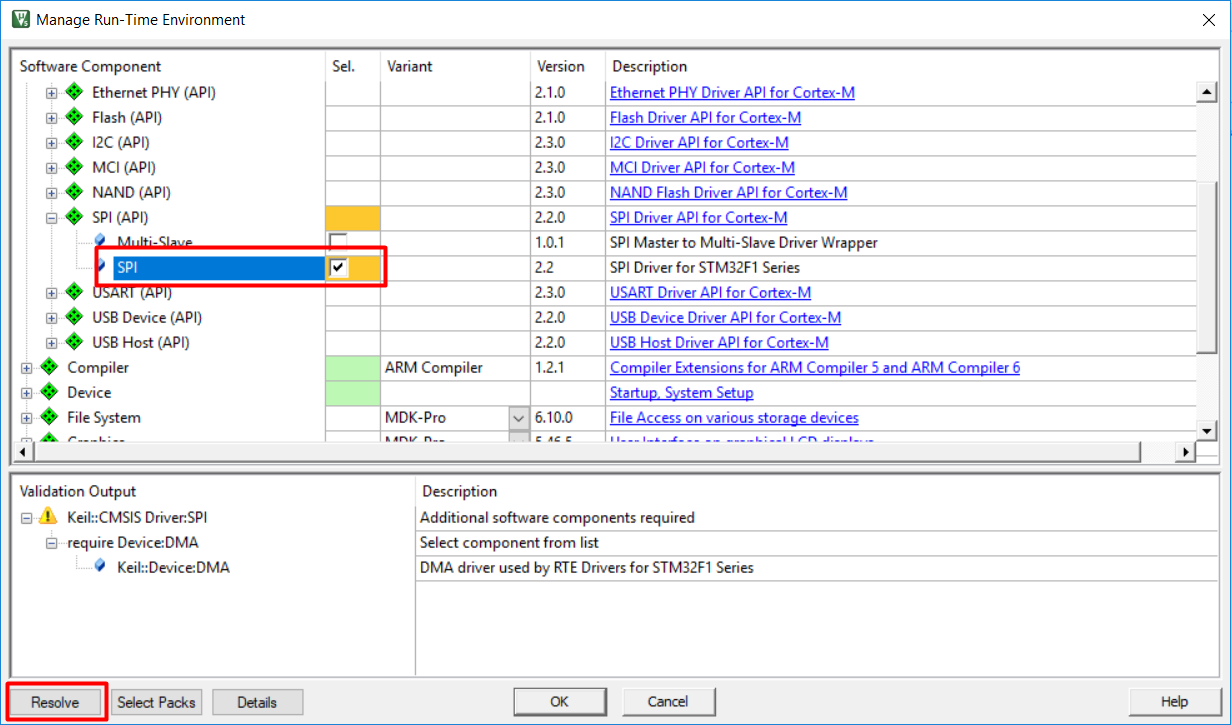 Manage Run-Time Environment
Software Component Sel. Variant Version Description
Ethernet PHY (API) 2.1.0 Ethernet PHY Driver API for Cortex-M
Flash (API) 2.1.0 Flash Driver API for Cortex-M
I2C (API) 2.3.0 I2C Driver API for Cortex-M
MCI (API) 2.3.0 MCI Driver API for Cortex-M
NAND (API) 2.3.0 NAND Flash Driver API for Cortex-M
SPI (API) 2.2.0 SPI Driver API for Cortex-M
Multi-Slave 1.0.1 SPI Master to Multi-Slave Driver Wrapper
SPI 2.2 SPI Driver for STM32F1 Series
USART (API) 2.3.0 USART Driver API for Cortex-M
USB Device (API) 2.2.0 USB Device Driver API for Cortex-M
USB Host (API) 2.2.0 USB Host Driver API for Cortex-M
Compiler ARM Compiler 1.2.1 Compiler Extensions for ARM Compiler 5 and ARM Compiler 6
Device Startup, System Setup
File System MDK-Pro 6.10.0 File Access on various storage devices
Graphics MDK-Pro 5.46.5 User Interface on graphical LCD displays
Validation Output Description
Keil::CMSIS Driver:SPI Additional software components required
require Device:DMA Select component from list
Keil::Device:DMA DMA driver used by RTE Drivers for STM32F1 Series
Resolve Select Packs Details OK Cancel Help